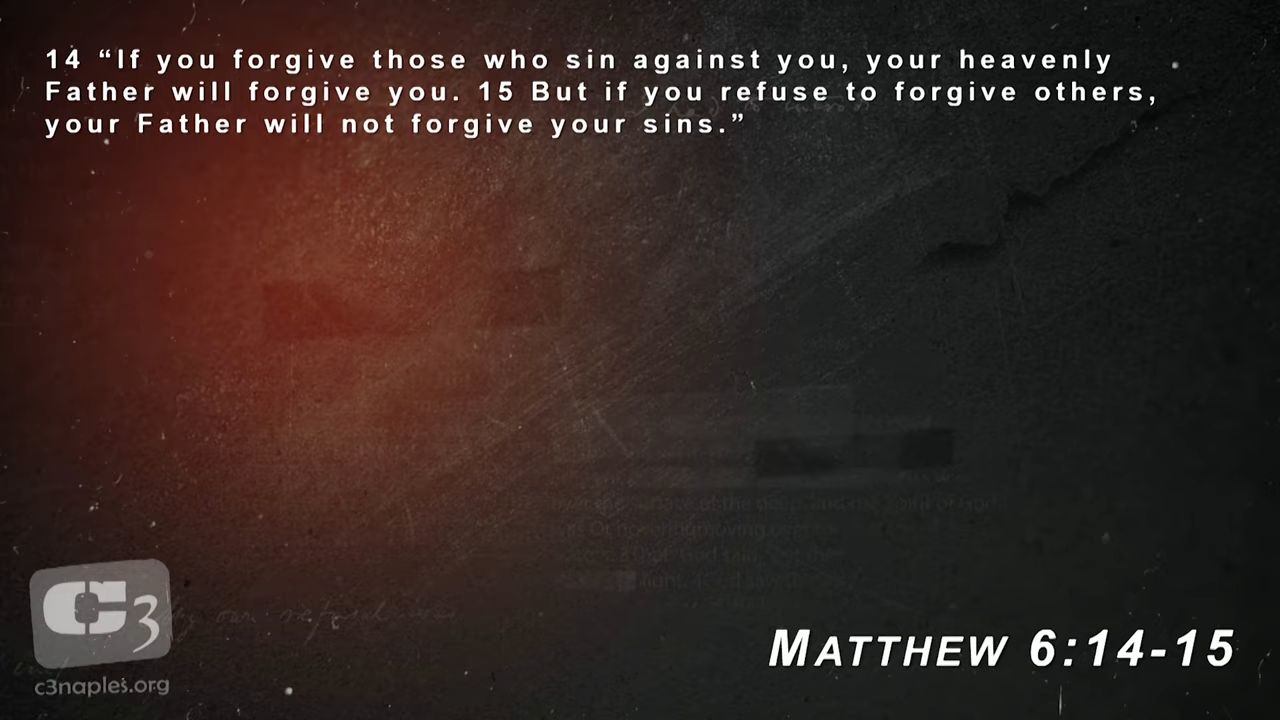 14 “If you forgive those who sin against you, your heavenly
Father will forgive you. 15 But if you refuse to forgive others,
your Father will not forgive your sins.”
C3
c3naples.org
MATTHEW 6:14-15